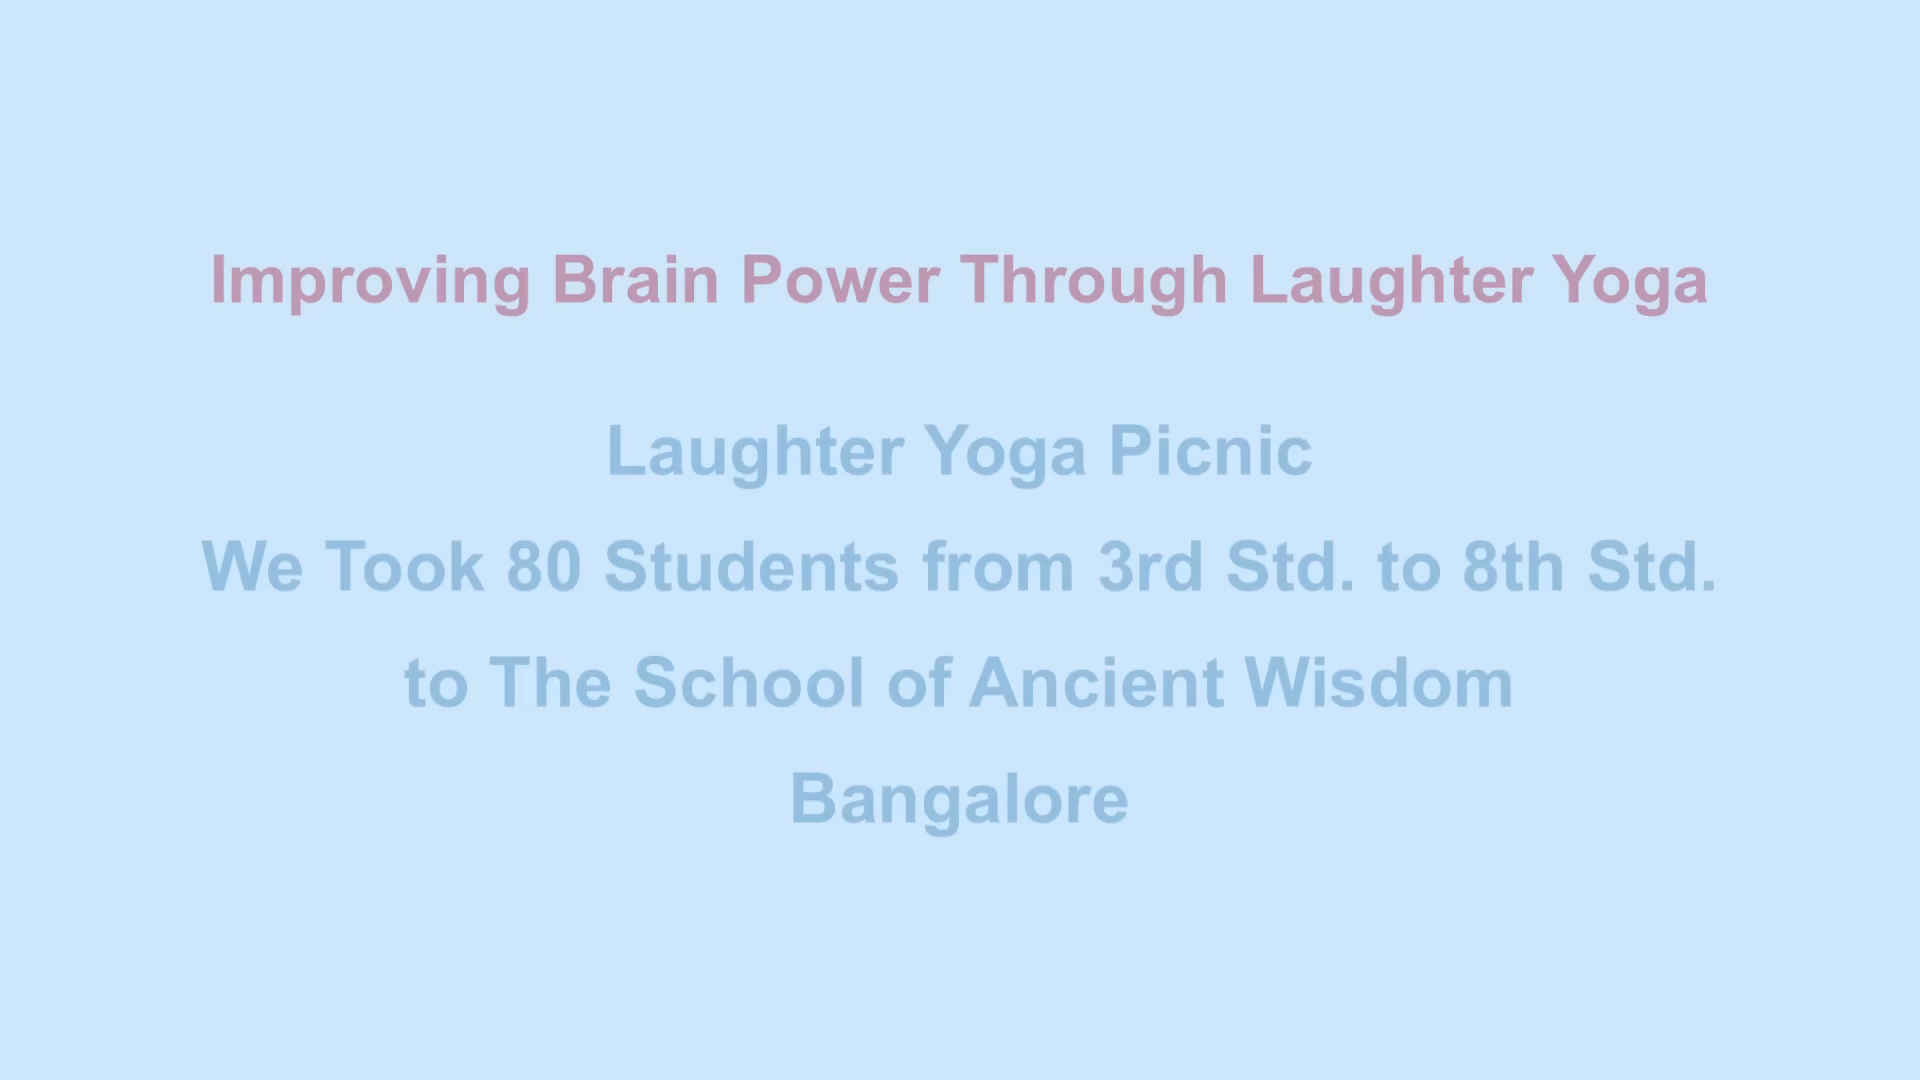 Improving Brain Power Through Laughter Yoga
Laughter Yoga Picnic
We Took 80 Students from 3rd Std. to 8th Std.
to The School of Ancient Wisdom
Bangalore